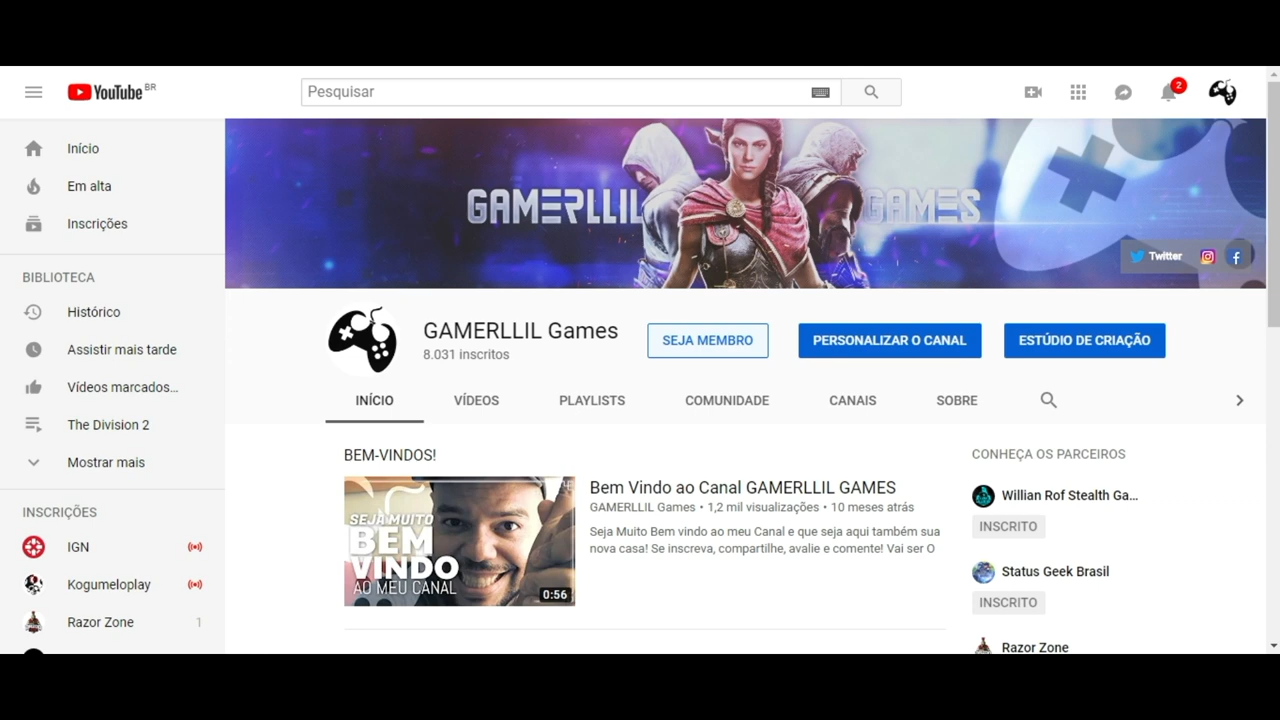 YouTube BR
Pesquisar
2
Início
Em alta
Inscrições
BIBLIOTECA
Histórico
Assistir mais tarde
Vídeos marcados...
The Division 2
Mostrar mais
INSCRIÇÕES
IGN
Kogumeloplay
Razor Zone 1
GAMERLLIL GAMES
Twitter
GAMERLLIL Games
8.031 inscritos
SEJA MEMBRO
PERSONALIZAR O CANAL
ESTÚDIO DE CRIAÇÃO
INÍCIO VÍDEOS PLAYLISTS COMUNIDADE CANAIS SOBRE
BEM-VINDOS!
SEJA MUITO
BEM
VINDO
AO MEU CANAL
0:56
Bem Vindo ao Canal GAMERLLIL GAMES
GAMERLLIL Games • 1,2 mil visualizações • 10 meses atrás
Seja Muito Bem vindo ao meu Canal e que seja aqui também sua
nova casa! Se inscreva, compartilhe, avalie e comente! Vai ser O
CONHEÇA OS PARCEIROS
Willian Rof Stealth Ga...
INSCRITO
Status Geek Brasil
INSCRITO
Razor Zone